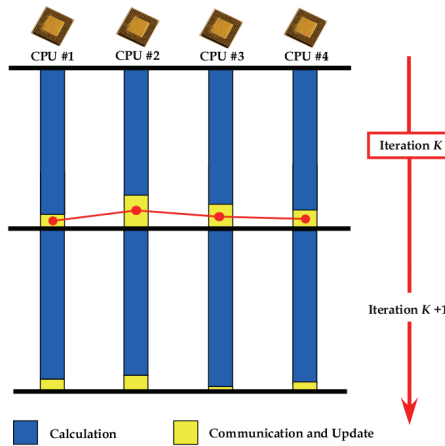 CPU #1 CPU #2 CPU #3 CPU #4
Iteration K
Iteration K +1
Calculation Communication and Update